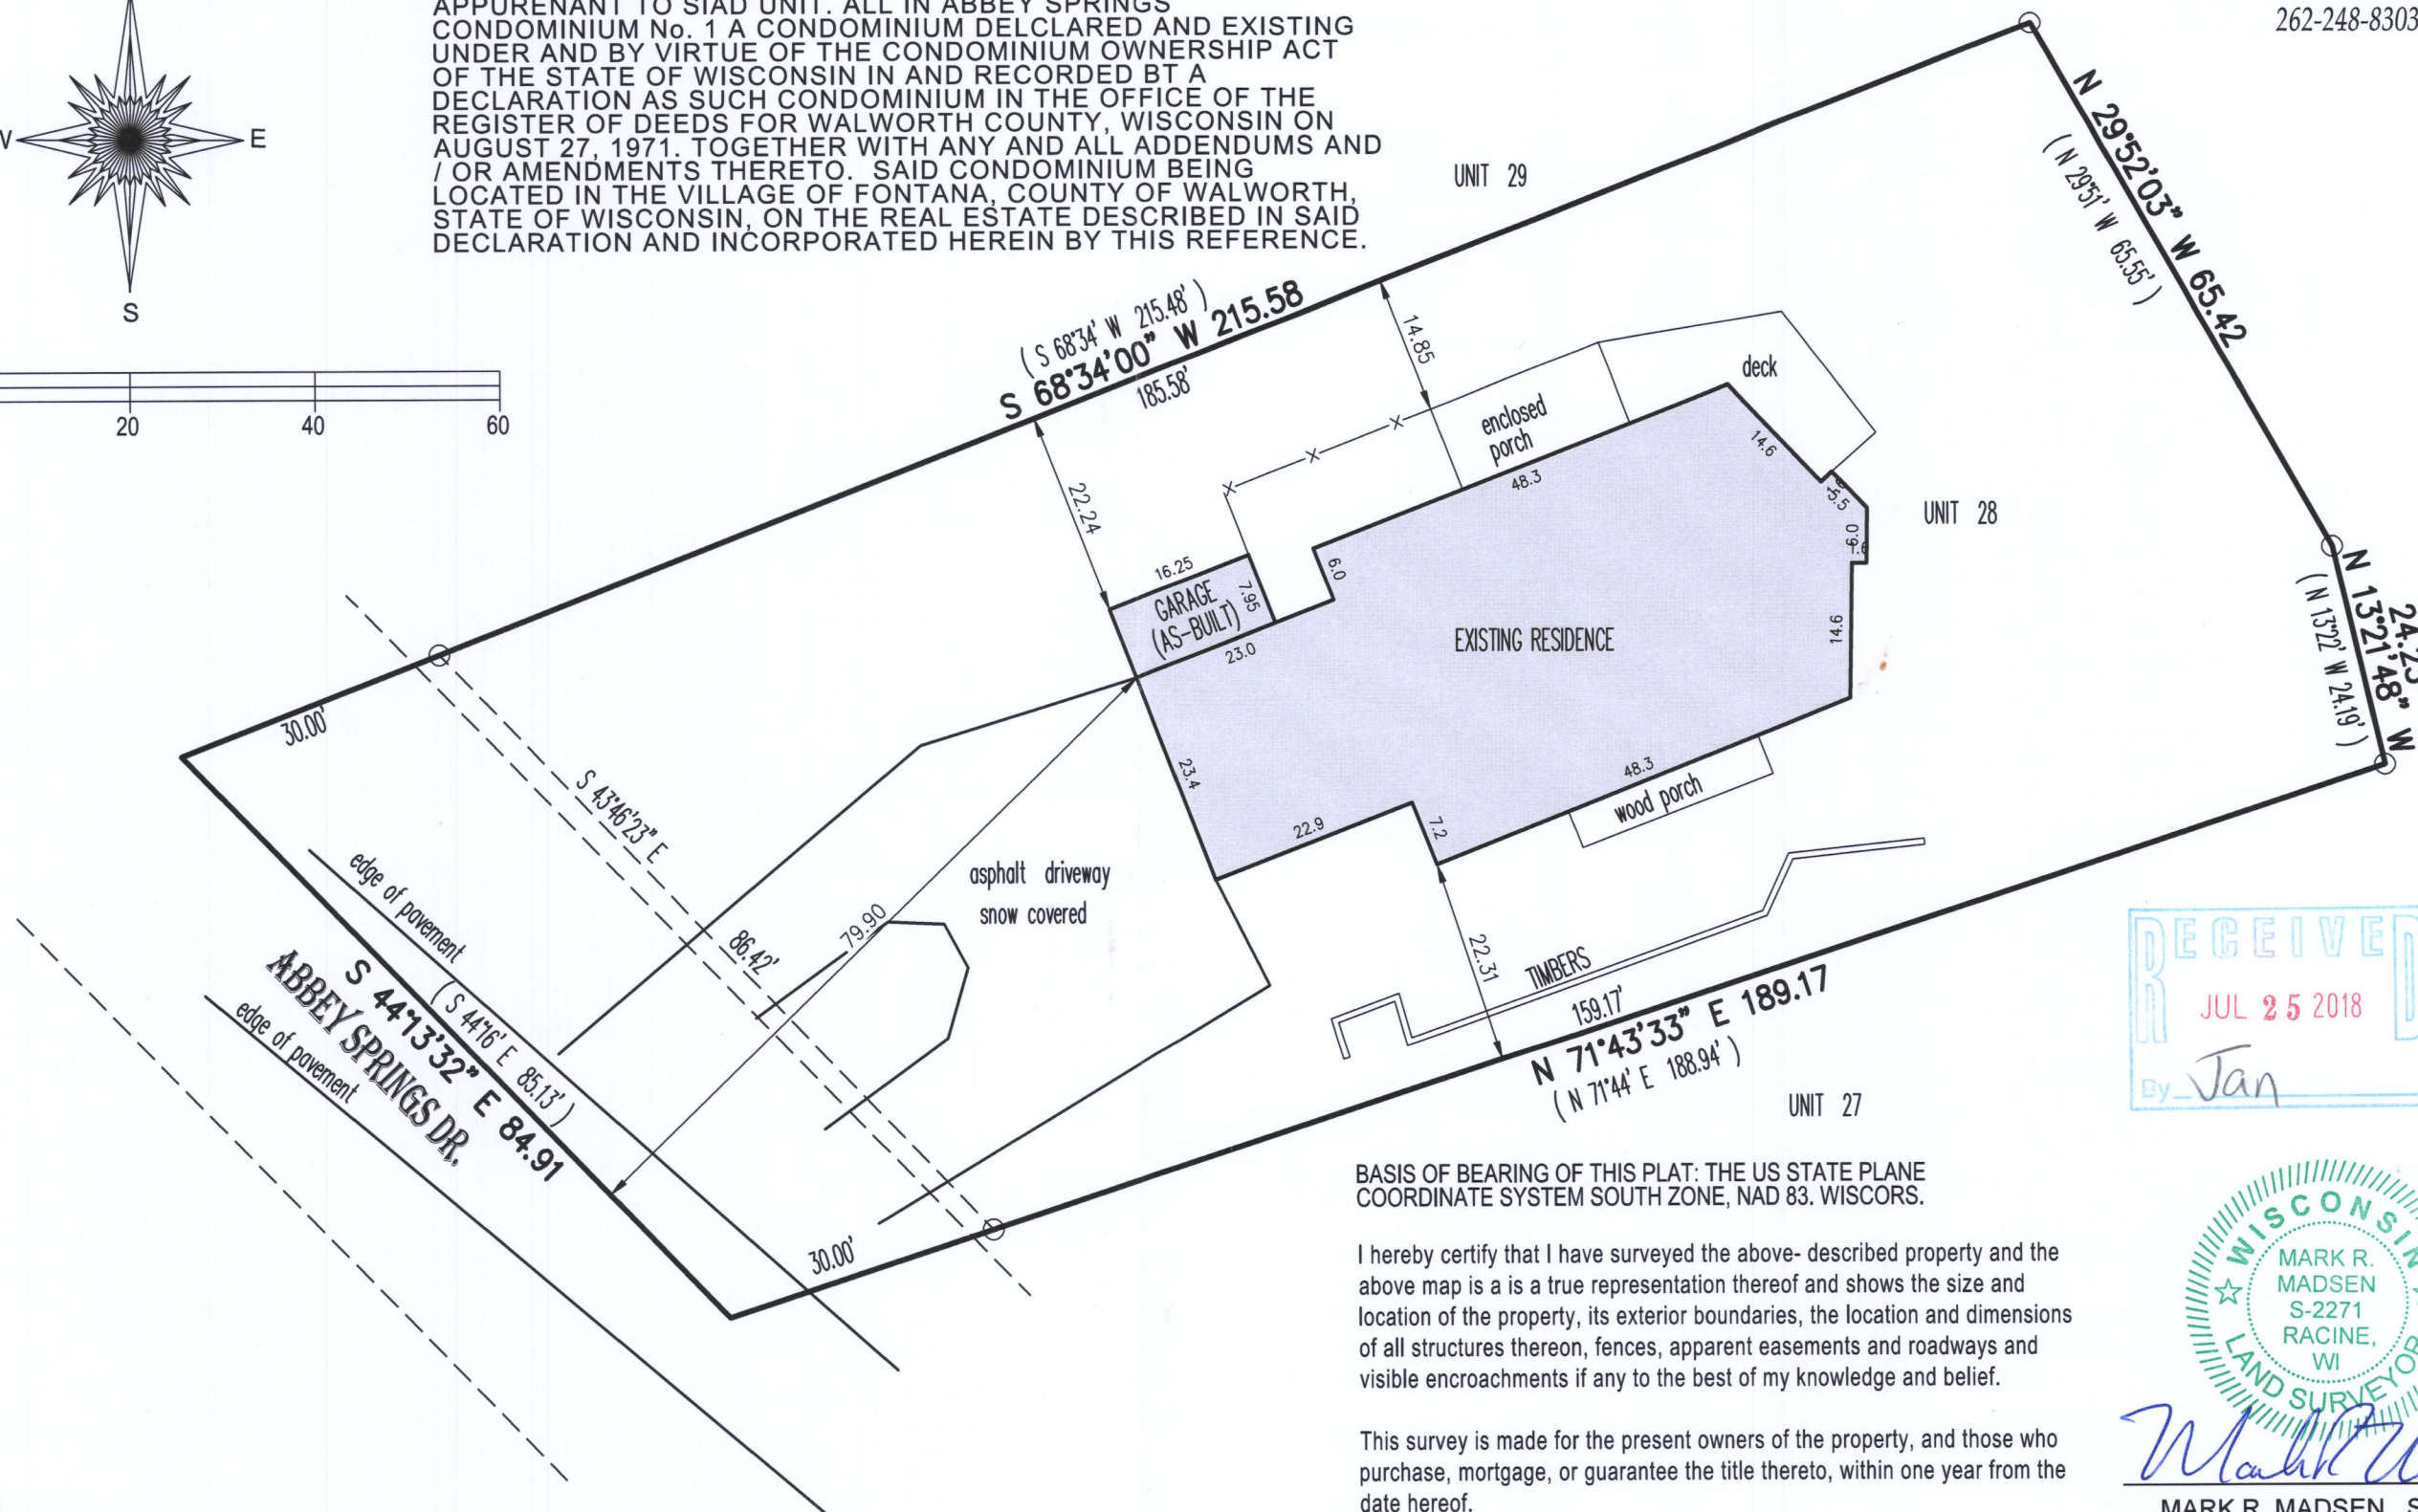 262-248-8303
APPURENANT TO SIAD UNIT. ALL IN ABBEY SPRINGS
CONDOMINIUM No. 1 A CONDOMINIUM DELCLARED AND EXISTING
UNDER AND BY VIRTUE OF THE CONDOMINIUM OWNERSHIP ACT
OF THE STATE OF WISCONSIN IN AND RECORDED BT A
DECLARATION AS SUCH CONDOMINIUM IN THE OFFICE OF THE
REGISTER OF DEEDS FOR WALWORTH COUNTY, WISCONSIN ON
AUGUST 27, 1971. TOGETHER WITH ANY AND ALL ADDENDUMS AND
/ OR AMENDMENTS THERETO. SAID CONDOMINIUM BEING
LOCATED IN THE VILLAGE OF FONTANA, COUNTY OF WALWORTH,
STATE OF WISCONSIN, ON THE REAL ESTATE DESCRIBED IN SAID
DECLARATION AND INCORPORATED HEREIN BY THIS REFERENCE.
W
E
S
20
40
60
UNIT 29
N 29°52'03" W 65.42
( N 29°51' W 65.55' )
( S 68°34' W 215.48' )
S 68°34'00" W 215.58
185.58'
14.85
deck
enclosed
porch
48.3
14.6
5.5
6.0
UNIT 28
22.24
16.25
GARAGE
(AS-BUILT)
7.95
6.0
23.0
EXISTING RESIDENCE
14.6
N 13°21'48" W
24.23
( N 13°22' W 24.19' )
30.00'
S 43°46'23" E
86.42'
23.4
22.9
7.2
48.3
wood porch
asphalt driveway
snow covered
79.90
edge of pavement
( S 44°16' E 85.13' )
S 44°13'32" E 84.91
ABBEY SPRINGS DR.
edge of pavement
22.31
TIMBERS
159.17'
N 71°43'33" E 189.17
( N 71°44' E 188.94' )
UNIT 27
30.00'
RECEIVED
JUL 25 2018
By Jan
BASIS OF BEARING OF THIS PLAT: THE US STATE PLANE
COORDINATE SYSTEM SOUTH ZONE, NAD 83. WISCORS.
I hereby certify that I have surveyed the above- described property and the
above map is a is a true representation thereof and shows the size and
location of the property, its exterior boundaries, the location and dimensions
of all structures thereon, fences, apparent easements and roadways and
visible encroachments if any to the best of my knowledge and belief.
This survey is made for the present owners of the property, and those who
purchase, mortgage, or guarantee the title thereto, within one year from the
date hereof.
WISCONSIN
MARK R.
MADSEN
S-2271
RACINE,
WI
LAND SURVEYOR
MARK R. MADSEN